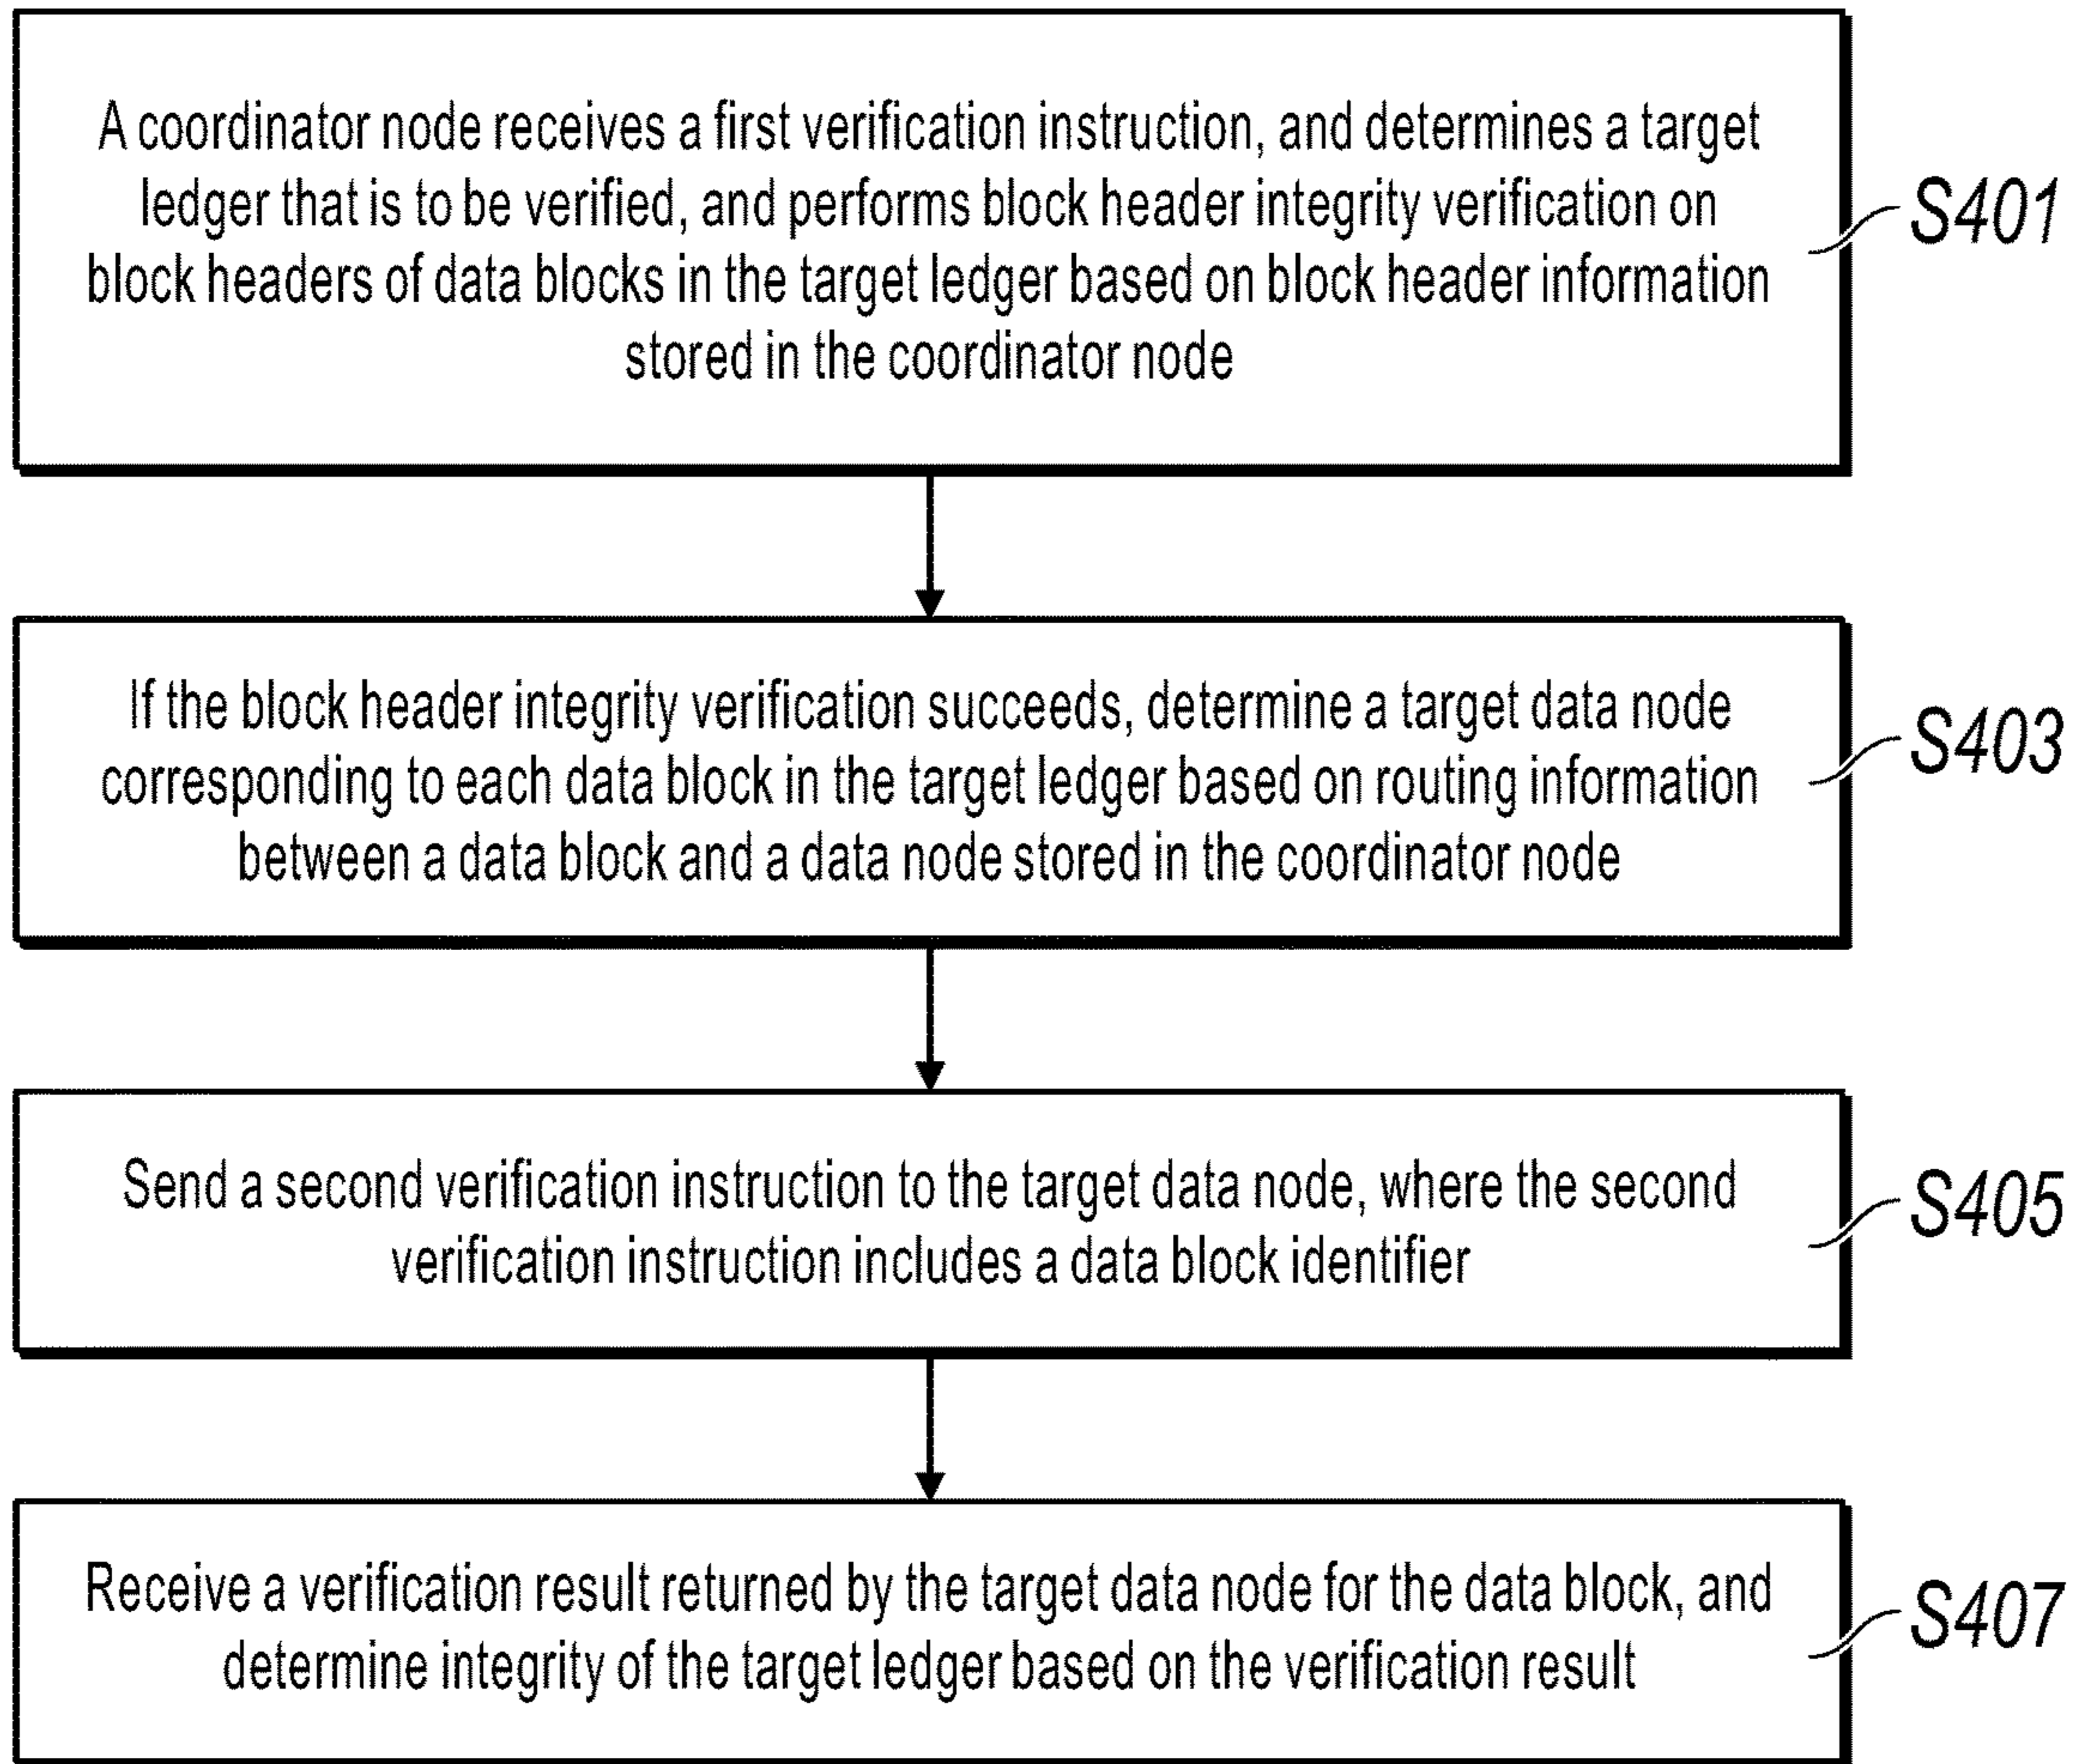 A coordinator node receives a first verification instruction, and determines a target
ledger that is to be verified, and performs block header integrity verification on
block headers of data blocks in the target ledger based on block header information
stored in the coordinator node
S401
If the block header integrity verification succeeds, determine a target data node
corresponding to each data block in the target ledger based on routing information
between a data block and a data node stored in the coordinator node
S403
Send a second verification instruction to the target data node, where the second
verification instruction includes a data block identifier
S405
Receive a verification result returned by the target data node for the data block, and
determine integrity of the target ledger based on the verification result
S407